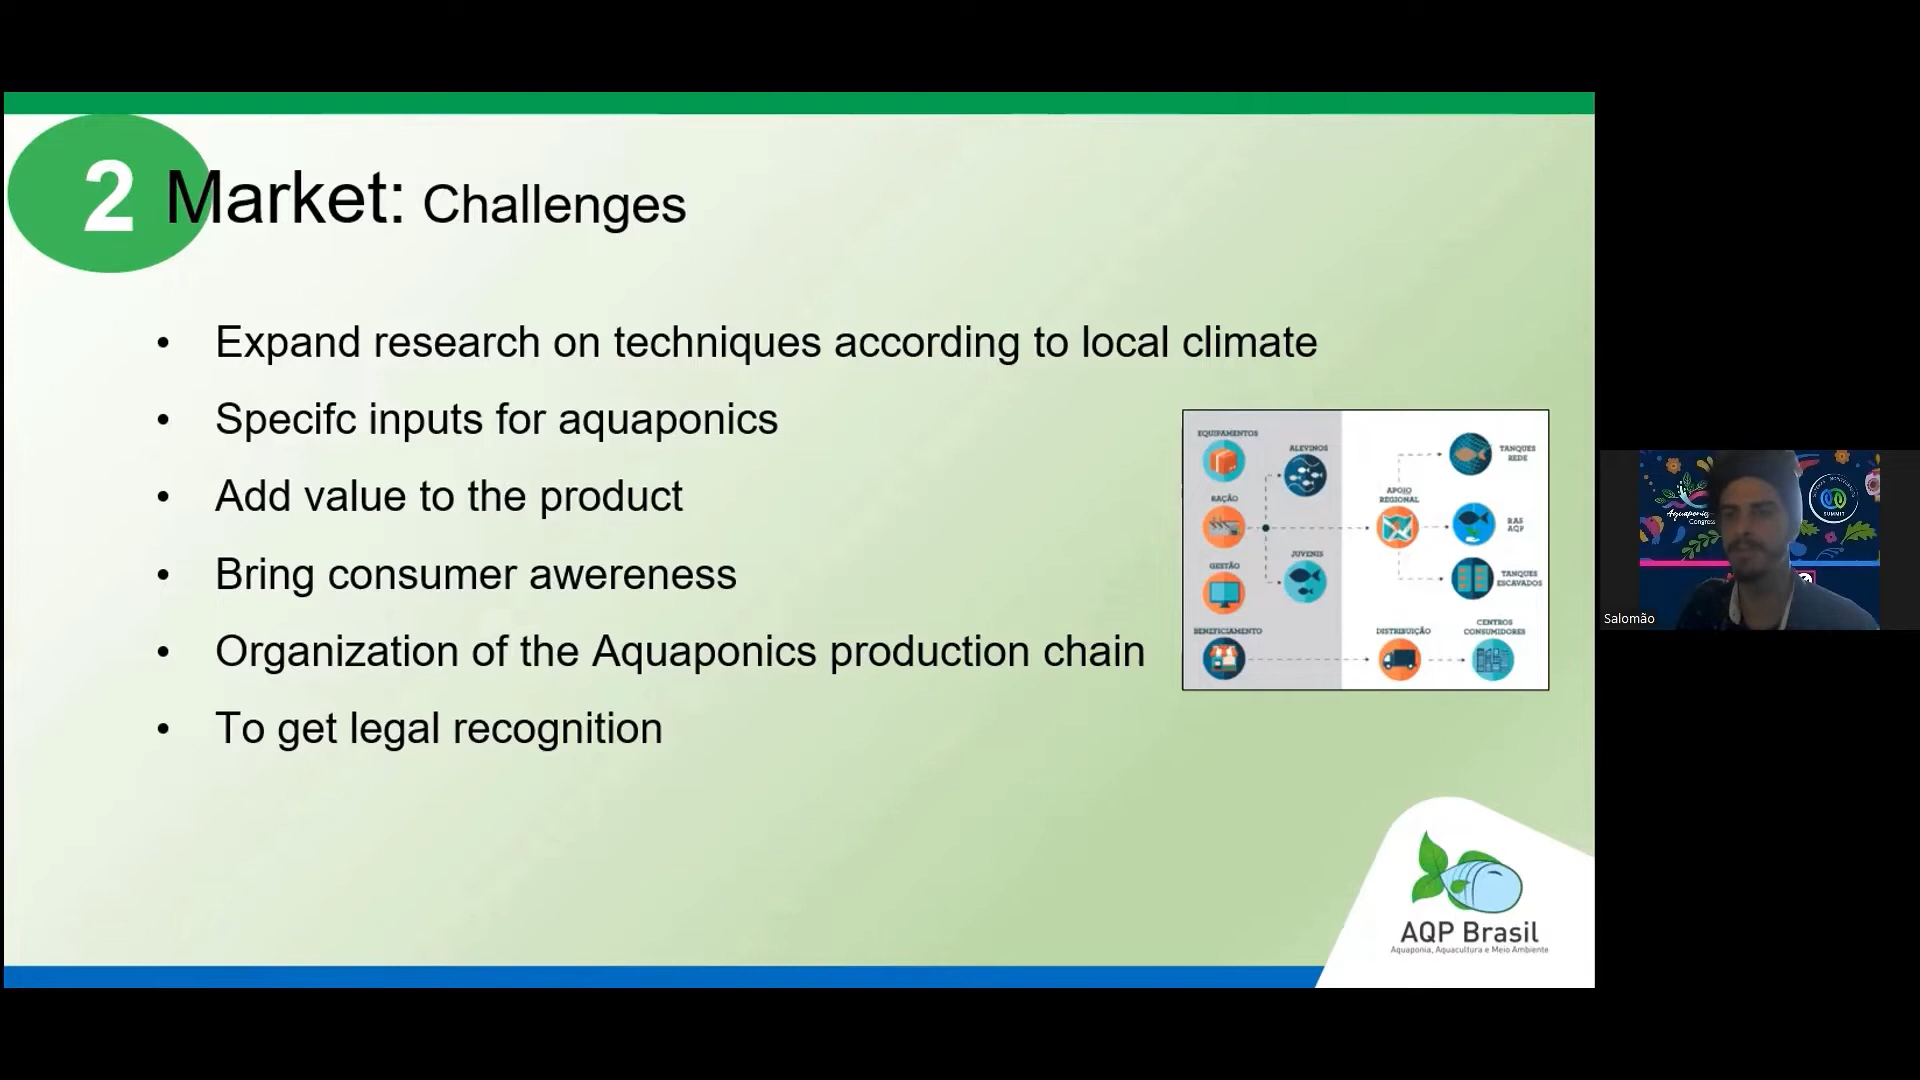 2 Market: Challenges
• Expand research on techniques according to local climate
• Specifc inputs for aquaponics
• Add value to the product
• Bring consumer awereness
• Organization of the Aquaponics production chain
• To get legal recognition
EQUIPAMENTOS
ALEVINOS
RAÇÃO
JUVENIS
GESTÃO
BENEFICIAMENTO
APOIO
REGIONAL
TANQUES
REDE
RAS
AQP
TANQUES
ESCAVADOS
DISTRIBUIÇÃO
CENTROS
CONSUMIDORES
AQP Brasil
Aquaponia, Aquacultura e Meio Ambiente
Aquaponics
Congress
SUMMIT
Salomão